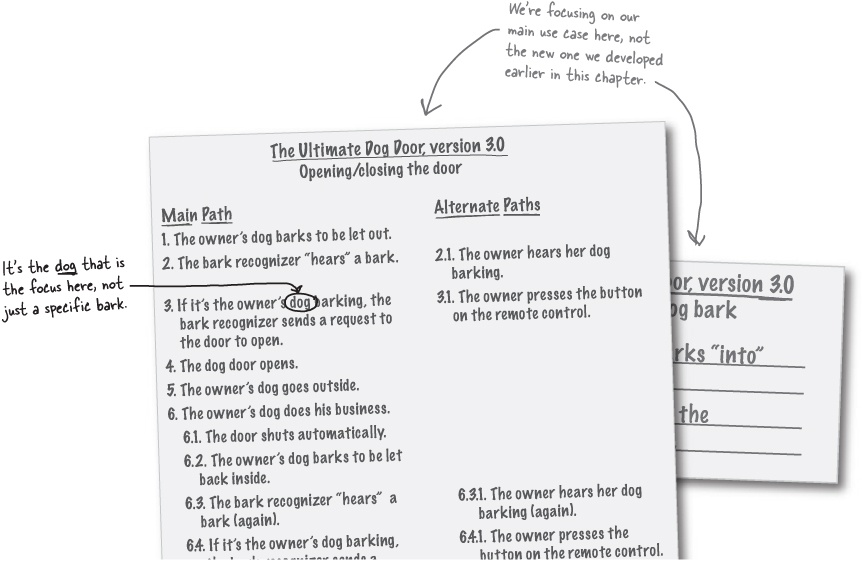 We're focusing on our
main use case here, not
the new one we developed
earlier in this chapter.
The Ultimate Dog Door, version 3.0
Opening/closing the door
Main Path
1. The owner's dog barks to be let out.
2. The bark recognizer "hears" a bark.
3. If it's the owner's dog barking, the
bark recognizer sends a request to
the door to open.
4. The dog door opens.
5. The owner's dog goes outside.
6. The owner's dog does his business.
6.1. The door shuts automatically.
6.2. The owner's dog barks to be let
back inside.
6.3. The bark recognizer "hears" a
bark (again).
6.4. If it's the owner's dog barking,
Alternate Paths
2.1. The owner hears her dog
barking.
3.1. The owner presses the button
on the remote control.
6.3.1. The owner hears her dog
barking (again).
6.4.1. The owner presses the
button on the remote control.
It's the dog that is
the focus here, not
just a specific bark.
or, version 3.0
og bark
rks "into"
the